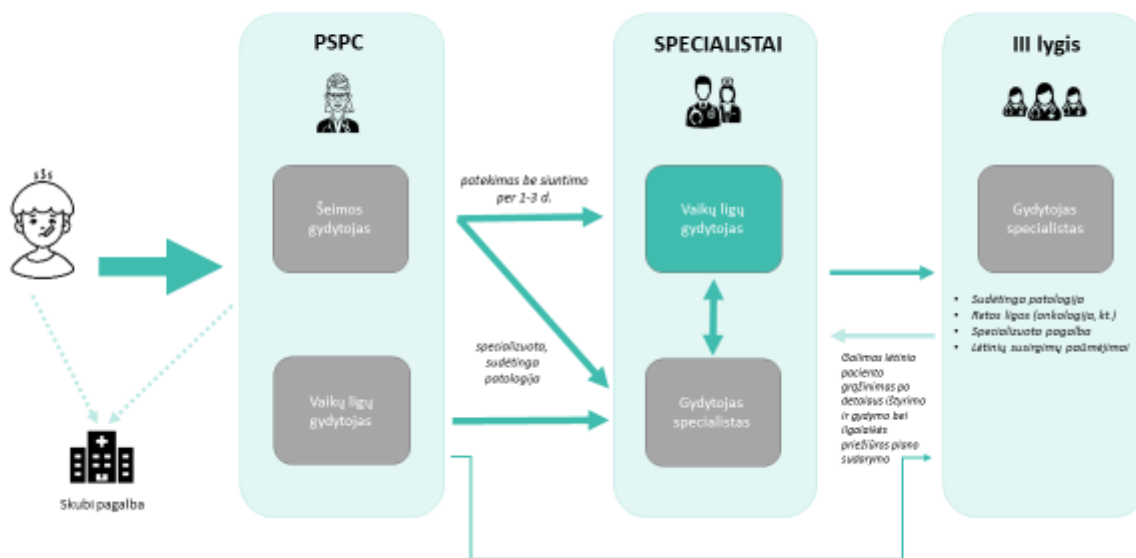 PSPC
SPECIALISTAI
III lygis
Šeimos
gydytojas
patekimas be siuntimo
per 1-3 d.
Vaikų ligų
gydytojas
Gydytojas
specialistas
• Sudėtinga patologija
• Retos ligos (onkologija, kt.)
• Specializuota pagalba
• Lėtinių susirgimų paūmėjimai
specializuota,
sudėtinga
patologija
Vaikų ligų
gydytojas
Gydytojas
specialistas
Galimas lėtinio
paciento
grąžinimas po
detalaus ištyrimo
ir gydymo bei
ilgalaikės
priežiūros plano
sudarymo
Skubi pagalba